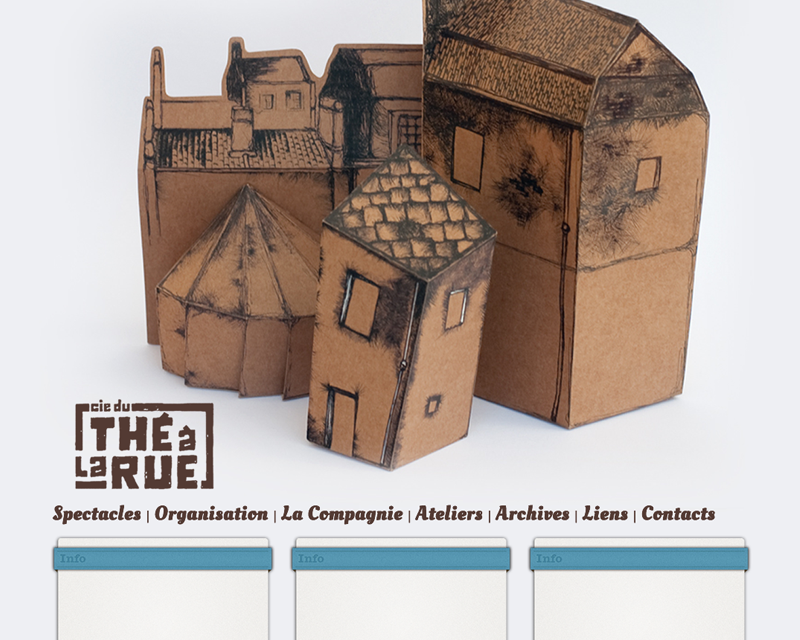 cie du
THÉ à
La RUE
Spectacles | Organisation | La Compagnie | Ateliers | Archives | Liens | Contacts
Info Info Info